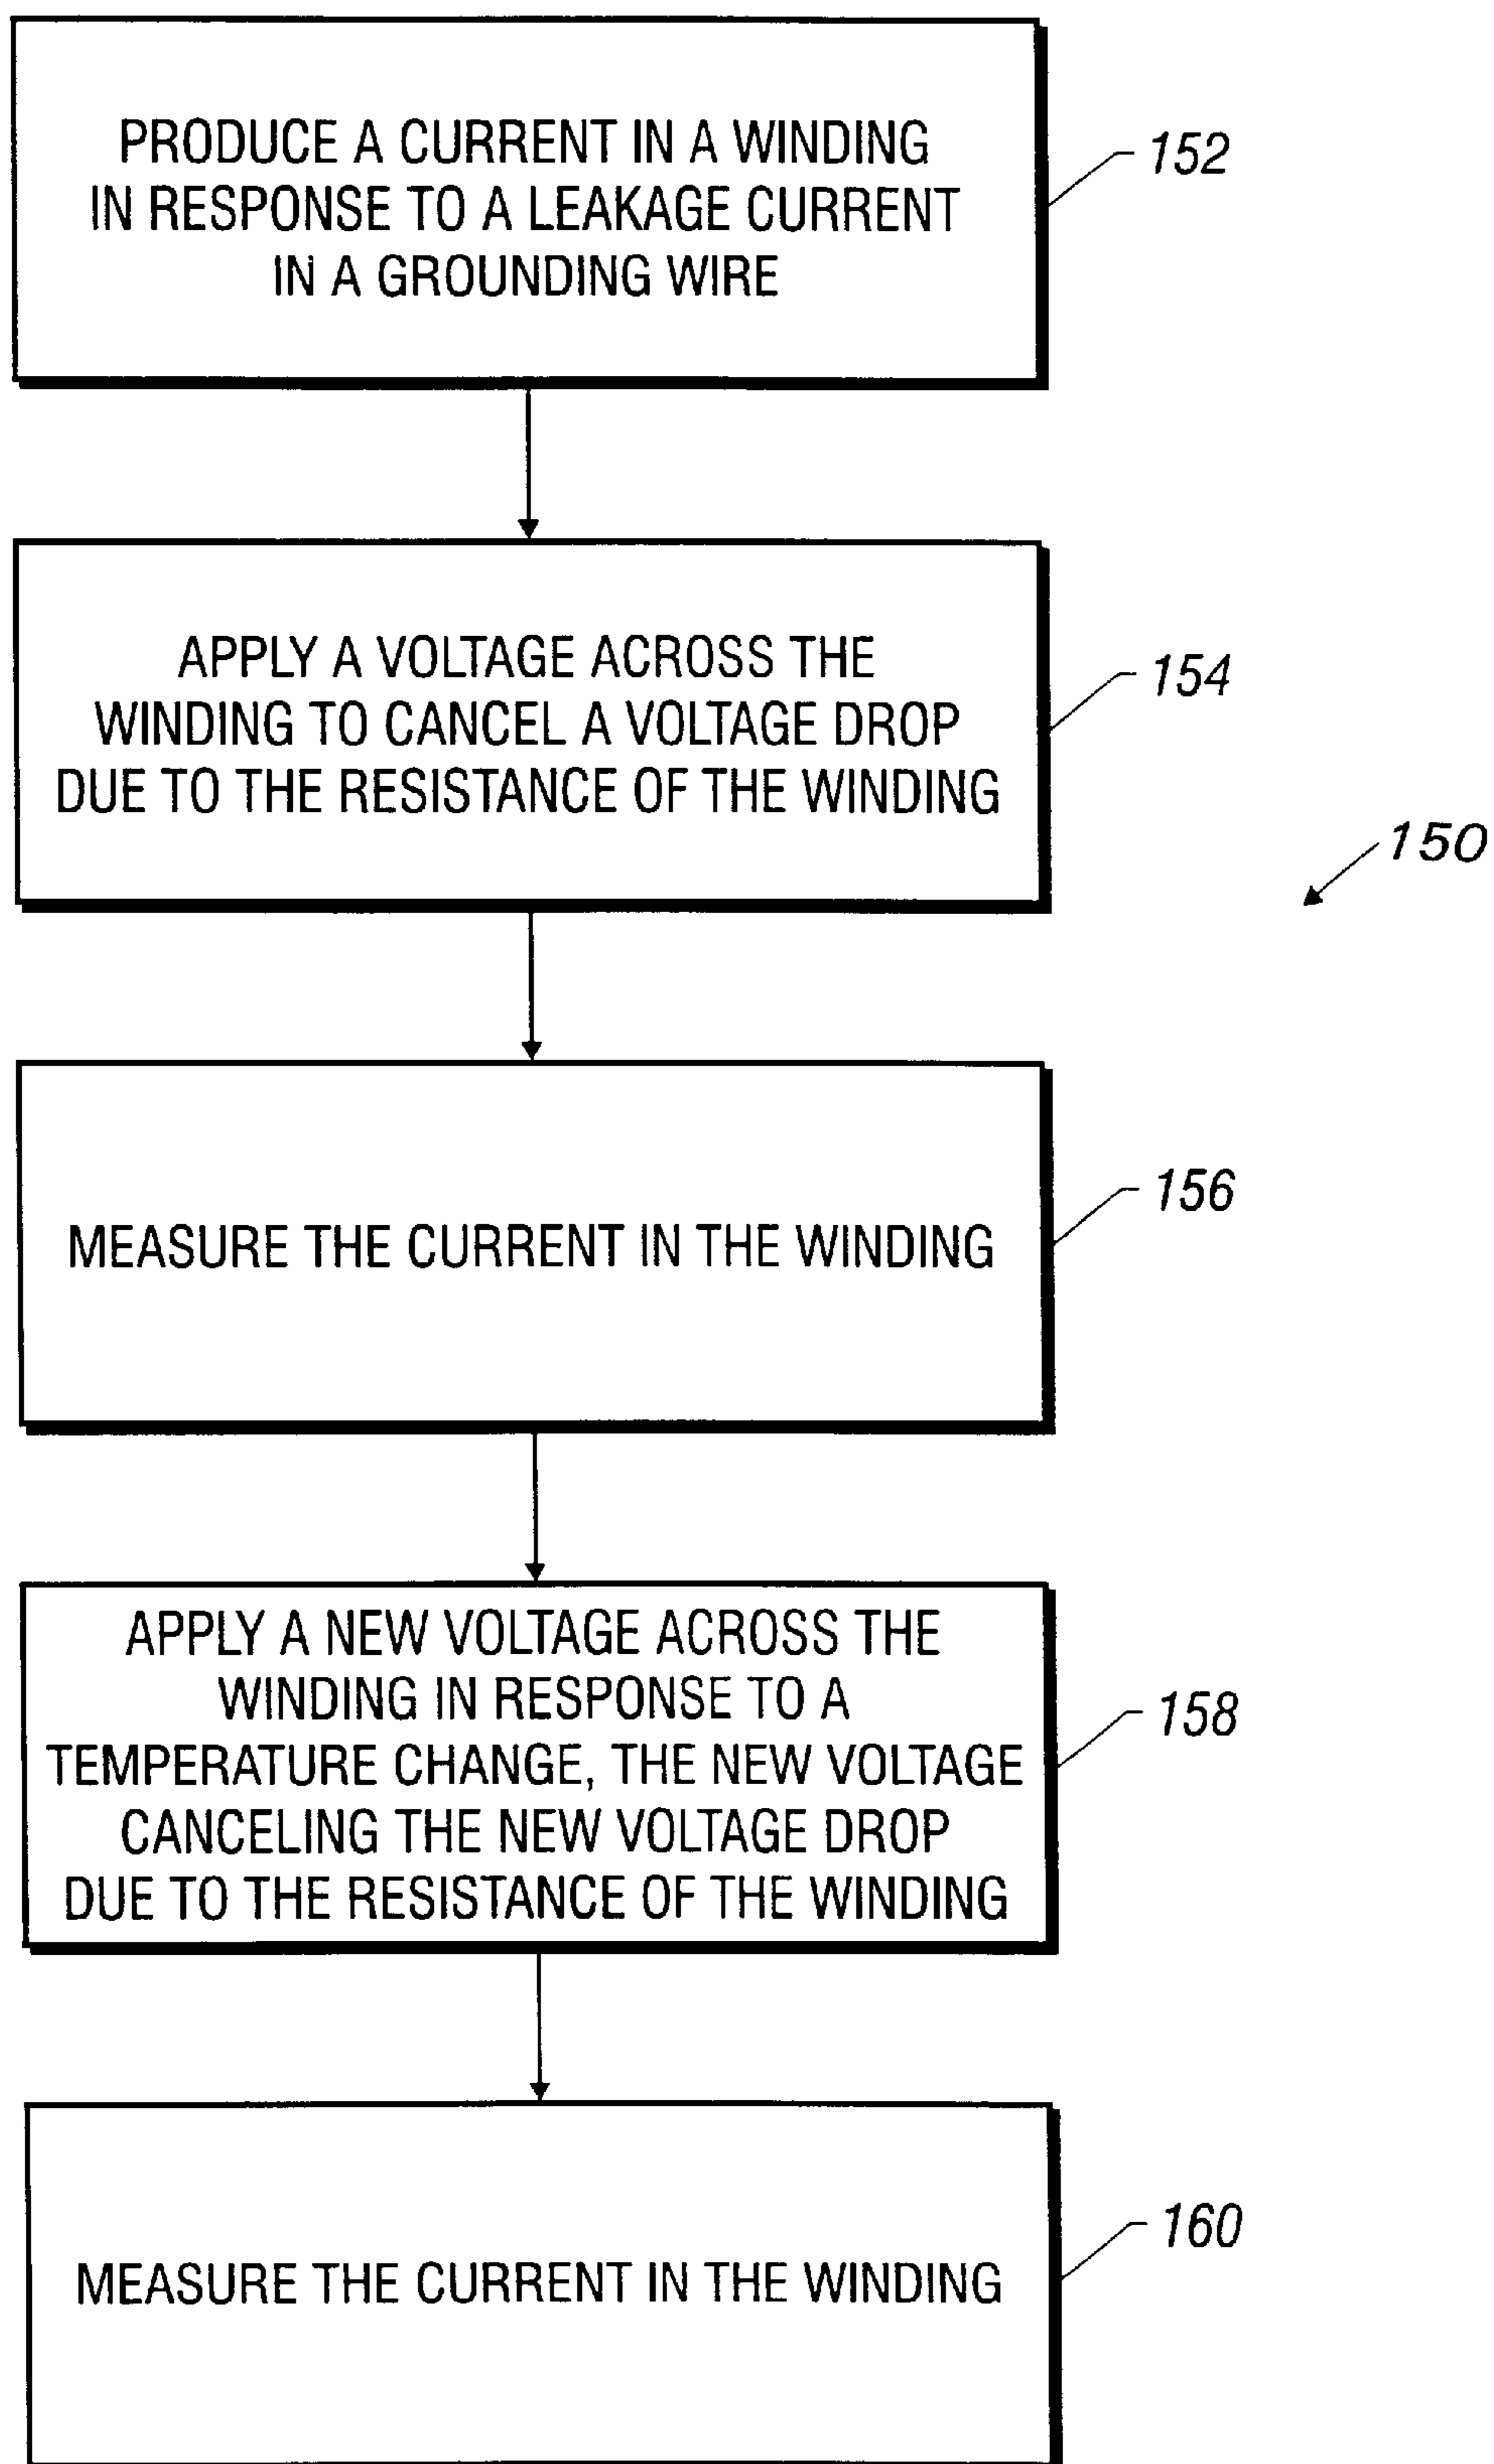 PRODUCE A CURRENT IN A WINDING
IN RESPONSE TO A LEAKAGE CURRENT
IN A GROUNDING WIRE
152
APPLY A VOLTAGE ACROSS THE
WINDING TO CANCEL A VOLTAGE DROP
DUE TO THE RESISTANCE OF THE WINDING
154
150
MEASURE THE CURRENT IN THE WINDING
156
APPLY A NEW VOLTAGE ACROSS THE
WINDING IN RESPONSE TO A
TEMPERATURE CHANGE, THE NEW VOLTAGE
CANCELING THE NEW VOLTAGE DROP
DUE TO THE RESISTANCE OF THE WINDING
158
MEASURE THE CURRENT IN THE WINDING
160